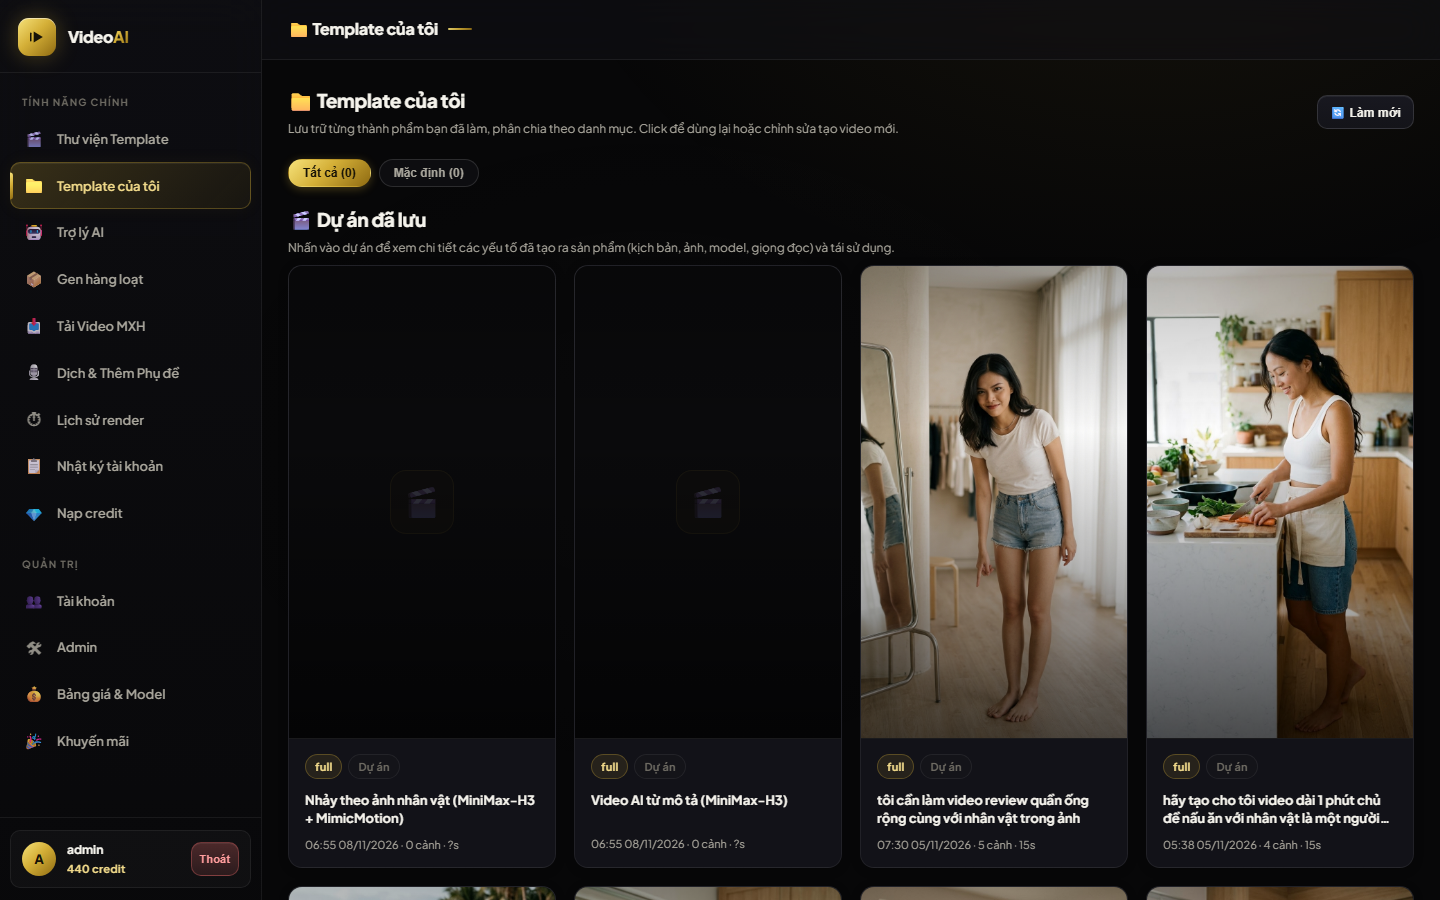 VideoAI
TÍNH NĂNG CHÍNH
Thư viện Template
Template của tôi
Trợ lý AI
Gen hàng loạt
Tải Video MXH
Dịch & Thêm Phụ đề
Lịch sử render
Nhật ký tài khoản
Nạp credit
QUẢN TRỊ
Tài khoản
Admin
Bảng giá & Model
Khuyến mãi
A
admin
440 credit
Thoát
Template của tôi
Template của tôi
Lưu trữ từng thành phẩm bạn đã làm, phân chia theo danh mục. Click để dùng lại hoặc chỉnh sửa tạo video mới.
Làm mới
Tất cả (0)
Mặc định (0)
Dự án đã lưu
Nhấn vào dự án để xem chi tiết các yếu tố đã tạo ra sản phẩm (kịch bản, ảnh, model, giọng đọc) và tái sử dụng.
full
Dự án
Nhảy theo ảnh nhân vật (MiniMax-H3
+ MimicMotion)
06:55 08/11/2026 · 0 cảnh · ?s
full
Dự án
Video AI từ mô tả (MiniMax-H3)
06:55 08/11/2026 · 0 cảnh · ?s
full
Dự án
tôi cần làm video review quần ống
rộng cùng với nhân vật trong ảnh
07:30 05/11/2026 · 5 cảnh · 15s
full
Dự án
hãy tạo cho tôi video dài 1 phút chủ
đề nấu ăn với nhân vật là một người...
05:38 05/11/2026 · 4 cảnh · 15s